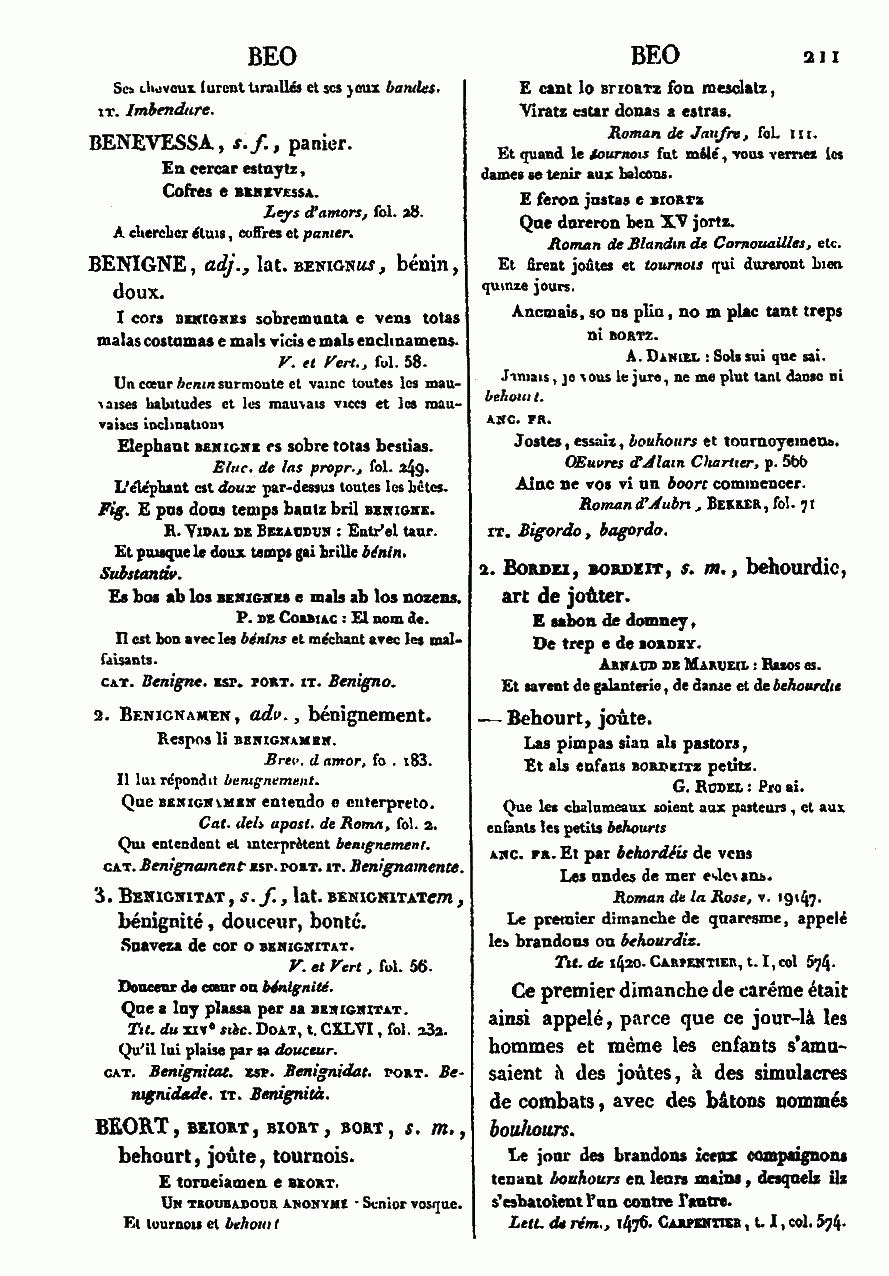 BEO
BEO 211
Ses cheveux furent tiraillés et ses yeux bandes.
IT. Imbendare.
BENEVESSA, s. f., panier.
En cercar estuytz,
Cofres e BENEVESSA.
Leys d'amors, fol. 28.
A chercher étuis, coffres et panier.
BENIGNE, adj., lat. BENIGNus, bénin,
doux.
I cors BENIGNES sobremunta e vens totas
malas costumas e mals vicis e mals enclinamens.
V. et Vert., fol. 58.
Un cœur benin surmonte et vainc toutes les mau-
vaises habitudes et les mauvais vices et les mau-
vaises inclinations
Elephant BENIGNE es sobre totas bestias.
Eluc. de las propr., fol. 249.
L'éléphant est doux par-dessus toutes les bêtes.
Fig. E pus dous temps bautz bril BENIGNE.
R. VIDAL DE BEZAUDUN : Entr'el taur.
Et puisque le doux temps gai brille bénin.
Substantiv.
Es bos ab los BENIGNES e mals ab los nozens.
P. DE CORBIAC : El nom de.
Il est bon avec les bénins et méchant avec les mal-
faisants.
CAT. Benigne. ESP. PORT. IT. Benigno.
2. BENIGNAMEN, adv., bénignement.
Respos li BENIGNAMEN.
Brev. d amor, fo . 183.
Il lui répondit benignement.
Que BENIGNAMEN entendo e enterpreto.
Cat. dels apost. de Roma, fol. 2.
Qui entendent et interprètent benignement.
CAT. Benignament ESP. PORT. IT. Benignamente.
3. BENIGNITAT, s. f., lat. BENIGNITATem,
bénignité, douceur, bonté.
Suaveza de cor o BENIGNITAT.
V. et Vert, fol. 56.
Douceur de cœur ou bénignité.
Que a luy plassa per sa BENIGNITAT.
Tit. du XIVe sièc. DOAT, t. CXLVI, fol. 232.
Qu'il lui plaise par sa douceur.
CAT. Benignitat. ESP. Benignidat. PORT. Be-
nignidade. IT. Benignità.
BEORT, BEIORT, BIORT, BORT, s. m.,
behourt, joûte, tournois.
E torneiamen e BEORT.
UN TROUBADOUR ANONYME : Senior vosque.
Et tournois et behourt
E cant lo BRIORTZ fon mesclatz,
Viratz estar donas a estras.
Roman de Jaufre, fol. 111.
Et quand le tournois fut mêlé, vous verriez les
dames se tenir aux balcons.
E feron justas e BIORTZ
Que dureron ben XV jortz.
Roman de Blandin de Cornouailles, etc.
Et firent joûtes et tournois qui durèrent bien
quinze jours.
Ancmais, so us pliu, no m plac tant treps
ni BORTZ.
A. DANIEL : Sols sui que sai.
Jamais, je vous le jure, ne me plut tant danse ni
behourt.
ANC. FR.
Jostes, essaiz, bouhours et tournoyemens.
Œuvres d'Alain Chartier, p. 566
Ainc ne vos vi un boort commencer.
Roman d'Aubri, BEKKER, fol. 71
IT. Bigordo, bagordo.
2. BORDEI, BORDEIT, s. m., behourdic,
art de joûter.
E sabon de domney,
De trep e de BORDEY.
ARNAUD DE MARUEIL : Razos es.
Et savent de galanterie, de danse et de behourdie
— Behourt, joûte.
Las pimpas sian als pastors,
Et als enfans BORDEITZ petitz.
G. RUDEL : Pro ai.
Que les chalumeaux soient aux pasteurs, et aux
enfants les petits behourts
ANC. FR. Et par behordéis de vens
Les undes de mer eslevans.
Roman de la Rose, v. 19147.
Le premier dimanche de quaresme, appelé
les brandons ou behourdiz.
Tit. de 1420. CARPENTIER, t. I, col 574.
Ce premier dimanche de caréme était
ainsi appelé, parce que ce jour-là les
hommes et même les enfants s'amu-
saient à des joûtes, à des simulacres
de combats, avec des bâtons nommés
bouhours.
Le jour des brandons iceux compaignons
tenant bouhours en leurs mains, desquelz ilz
s'esbatoient l'un contre l'autre.
Lett. de rém., 1476. CARPENTIER, t. I, col. 574.